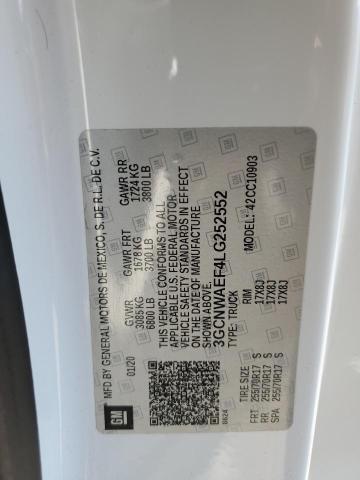 MFD BY GENERAL MOTORS DE MEXICO, S. DE R.L. DE C.V.
01/20 GVWR GAWR FRT GAWR RR
3085 KG 1678 KG 1724 KG
6800 LB 3700 LB 3800 LB
THIS VEHICLE CONFORMS TO ALL
APPLICABLE U.S. FEDERAL MOTOR
VEHICLE SAFETY STANDARDS IN EFFECT
ON THE DATE OF MANUFACTURE
SHOWN ABOVE.
3GCNWAEF4LG252552
TYPE: TRUCK MODEL: 42CC10903
TIRE SIZE RIM
FRT: 255/70R17 S 17X8J
RR: 255/70R17 S 17X8J
SPA: 255/70R17 S 17X8J
GM
8624